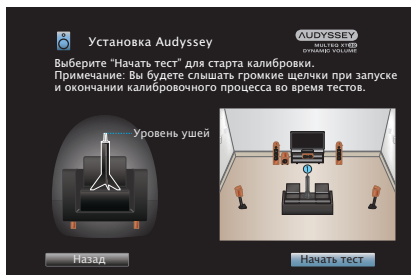 Установка Audyssey
AUDYSSEY
MULTEQ XT32
DYNAMIC VOLUME
Выберите “Начать тест” для старта калибровки.
Примечание: Вы будете слышать громкие щелчки при запуске
и окончании калибровочного процесса во время тестов.
Уровень ушей
Назад
Начать тест